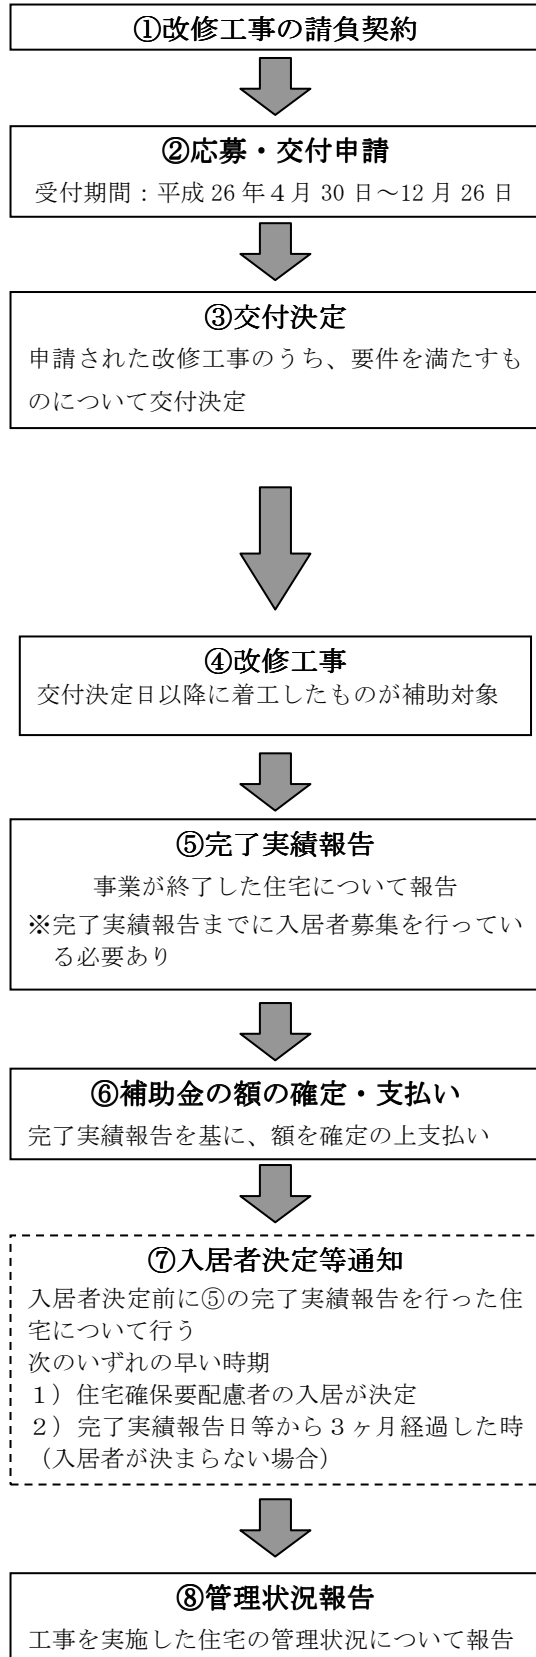 ①改修工事の請負契約
②応募・交付申請
受付期間：平成 26 年４月 30 日～12 月 26 日
③交付決定
申請された改修工事のうち、要件を満たすも
のについて交付決定
④改修工事
交付決定日以降に着工したものが補助対象
⑤完了実績報告
事業が終了した住宅について報告
※完了実績報告までに入居者募集を行ってい
る必要あり
⑥補助金の額の確定・支払い
完了実績報告を基に、額を確定の上支払い
⑦入居者決定等通知
入居者決定前に⑤の完了実績報告を行った住
宅について行う
次のいずれの早い時期
１）住宅確保要配慮者の入居が決定
２）完了実績報告日等から３ヶ月経過した時
（入居者が決まらない場合）
⑧管理状況報告
工事を実施した住宅の管理状況について報告